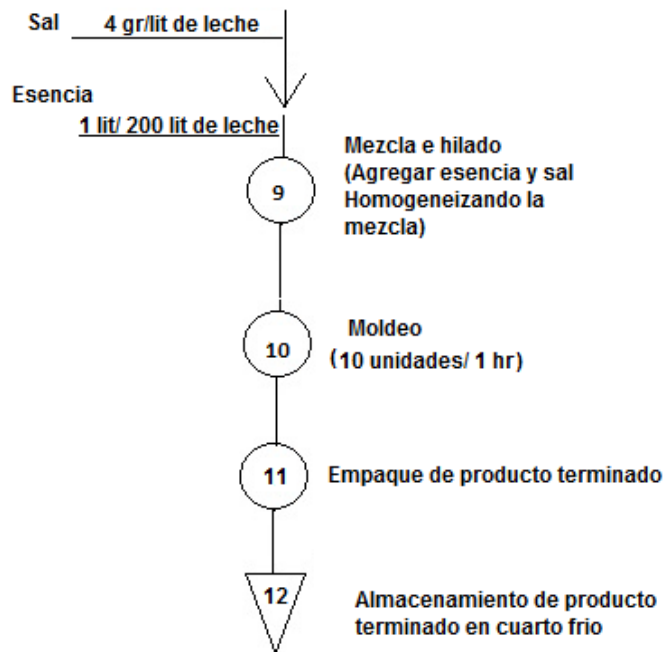 Sal 4 gr/lit de leche
Esencia
1 lit/ 200 lit de leche
9
Mezcla e hilado
(Agregar esencia y sal
Homogeneizando la
mezcla)
10
Moldeo
(10 unidades/ 1 hr)
11
Empaque de producto terminado
12
Almacenamiento de producto
terminado en cuarto frio